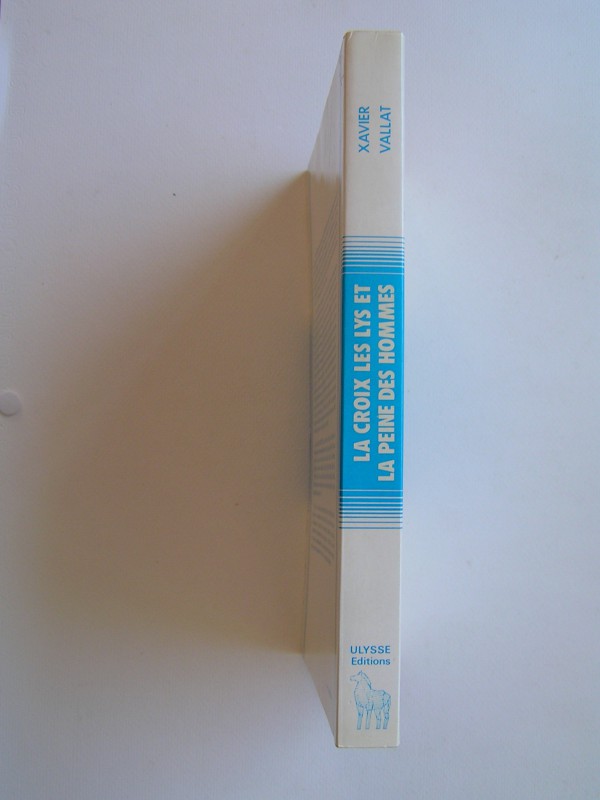 XAVIER
VALLAT
LA CROIX LES LYS ET
LA PEINE DES HOMMES
ULYSSE
Editions